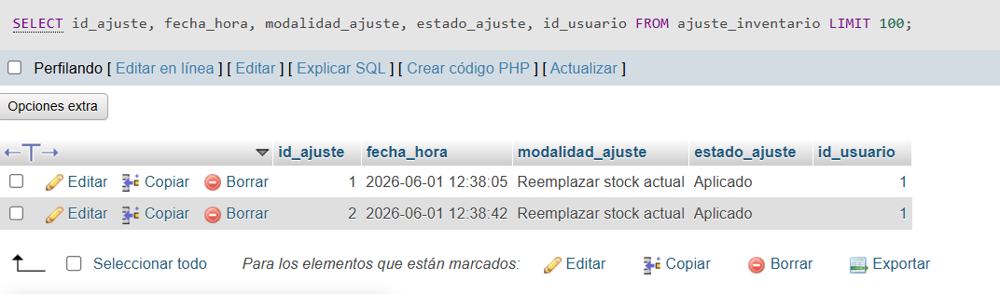 SELECT id_ajuste, fecha_hora, modalidad_ajuste, estado_ajuste, id_usuario FROM ajuste_inventario LIMIT 100;
Perfilando [ Editar en línea ] [ Editar ] [ Explicar SQL ] [ Crear código PHP ] [ Actualizar ]
Opciones extra
id_ajuste fecha_hora modalidad_ajuste estado_ajuste id_usuario
Editar Copiar Borrar 1 2026-06-01 12:38:05 Reemplazar stock actual Aplicado 1
Editar Copiar Borrar 2 2026-06-01 12:38:42 Reemplazar stock actual Aplicado 1
Seleccionar todo Para los elementos que están marcados: Editar Copiar Borrar Exportar